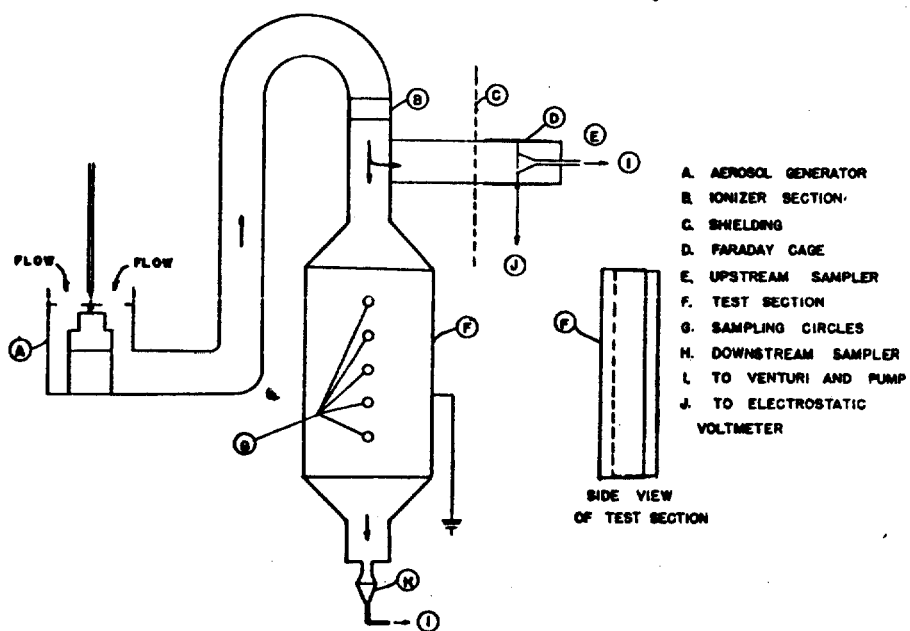 B
C
D
E
I
J
FLOW
FLOW
A
F
G
H
I
F
SIDE VIEW
OF TEST SECTION
A. AEROSOL GENERATOR
B. IONIZER SECTION
C. SHIELDING
D. FARADAY CAGE
E. UPSTREAM SAMPLER
F. TEST SECTION
G. SAMPLING CIRCLES
H. DOWNSTREAM SAMPLER
I. TO VENTURI AND PUMP
J. TO ELECTROSTATIC
VOLTMETER